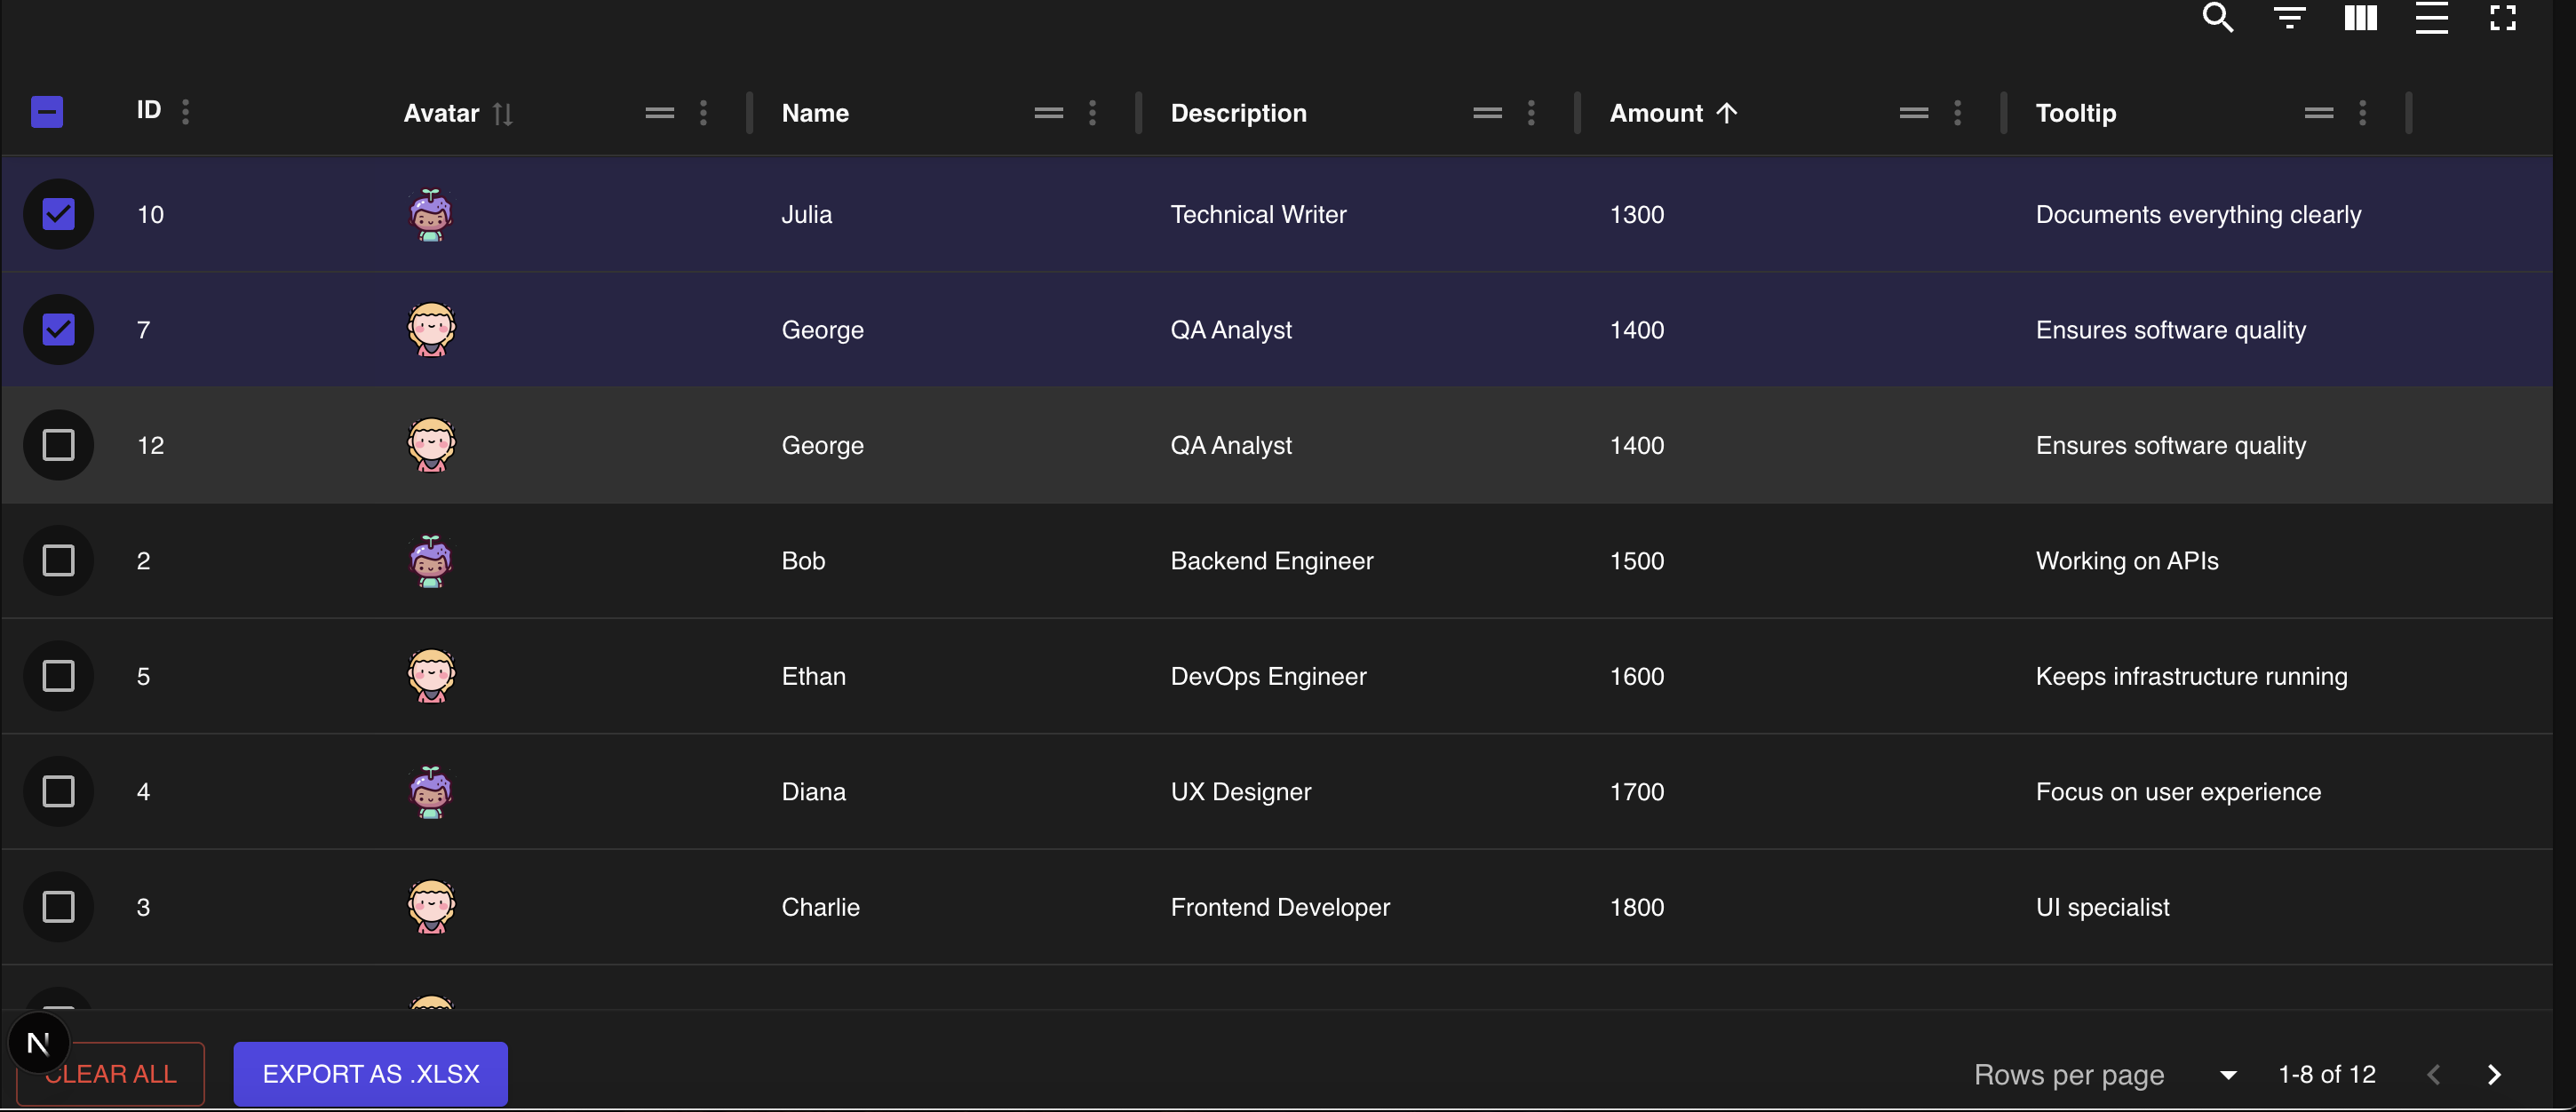 ID Avatar Name Description Amount Tooltip
10 Julia Technical Writer 1300 Documents everything clearly
7 George QA Analyst 1400 Ensures software quality
12 George QA Analyst 1400 Ensures software quality
2 Bob Backend Engineer 1500 Working on APIs
5 Ethan DevOps Engineer 1600 Keeps infrastructure running
4 Diana UX Designer 1700 Focus on user experience
3 Charlie Frontend Developer 1800 UI specialist
N
CLEAR ALL EXPORT AS .XLSX Rows per page 1-8 of 12